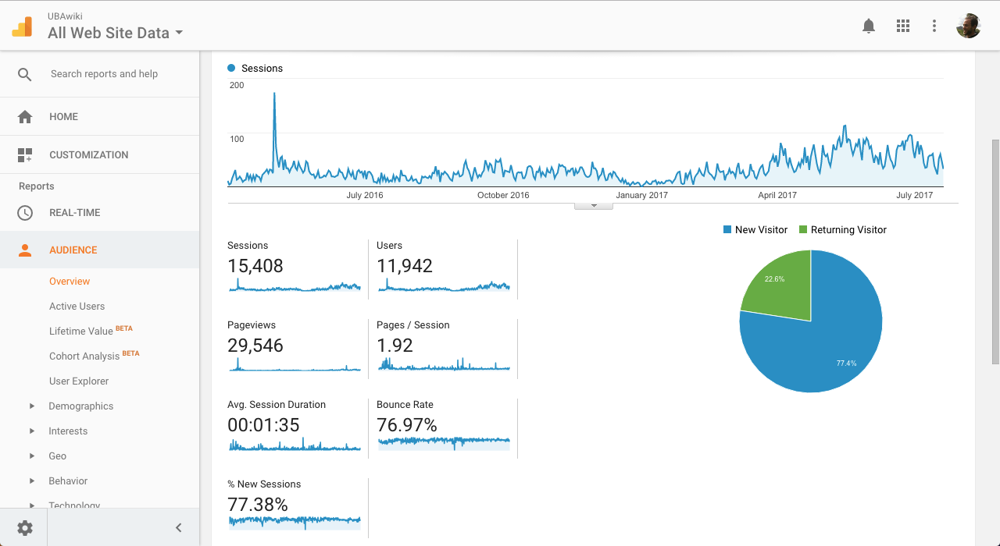 UBAwiki
All Web Site Data
Search reports and help
HOME
CUSTOMIZATION
Reports
REAL-TIME
AUDIENCE
Overview
Active Users
Lifetime Value BETA
Cohort Analysis BETA
User Explorer
Demographics
Interests
Geo
Behavior
Technology
Sessions
200
100
July 2016
October 2016
January 2017
April 2017
July 2017
New Visitor
Returning Visitor
22.6%
77.4%
Sessions
15,408
Users
11,942
Pageviews
29,546
Pages / Session
1.92
Avg. Session Duration
00:01:35
Bounce Rate
76.97%
% New Sessions
77.38%